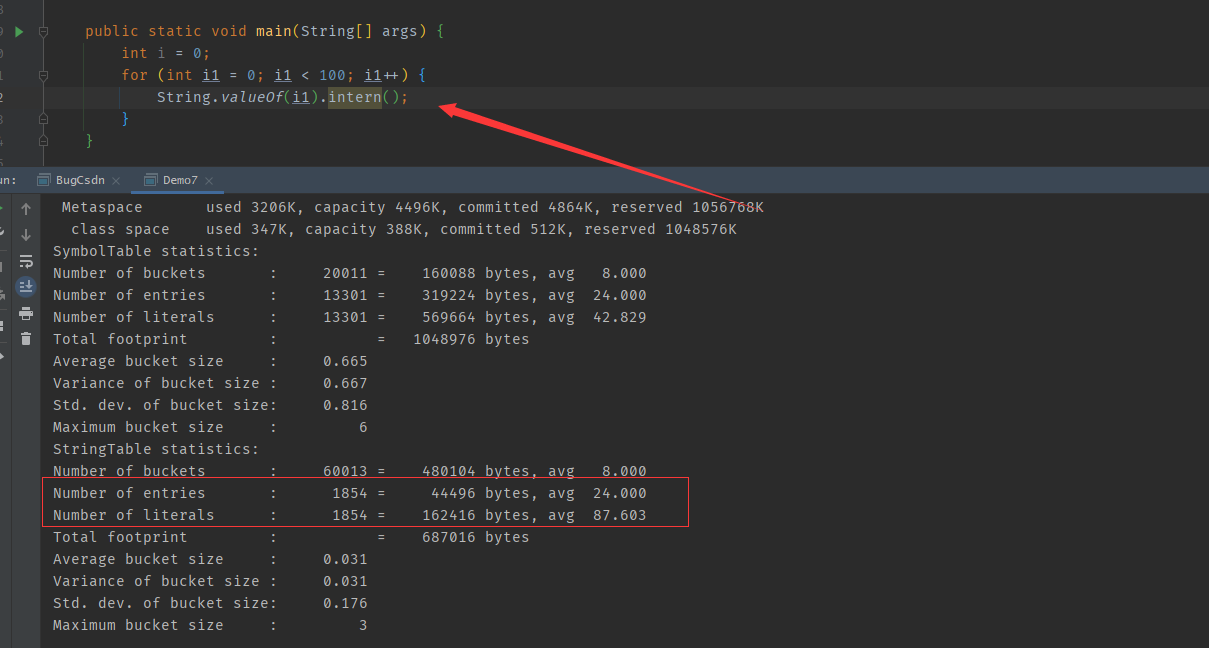 public static void main(String[] args) {
int i = 0;
for (int i1 = 0; i1 < 100; i1++) {
String.valueOf(i1).intern();
}
}
un: BugCsdn × Demo7 ×
Metaspace used 3206K, capacity 4496K, committed 4864K, reserved 1056768K
class space used 347K, capacity 388K, committed 512K, reserved 1048576K
SymbolTable statistics:
Number of buckets : 20011 = 160088 bytes, avg 8.000
Number of entries : 13301 = 319224 bytes, avg 24.000
Number of literals : 13301 = 569664 bytes, avg 42.829
Total footprint : = 1048976 bytes
Average bucket size : 0.665
Variance of bucket size : 0.667
Std. dev. of bucket size: 0.816
Maximum bucket size : 6
StringTable statistics:
Number of buckets : 60013 = 480104 bytes, avg 8.000
Number of entries : 1854 = 44496 bytes, avg 24.000
Number of literals : 1854 = 162416 bytes, avg 87.603
Total footprint : = 687016 bytes
Average bucket size : 0.031
Variance of bucket size : 0.031
Std. dev. of bucket size: 0.176
Maximum bucket size : 3